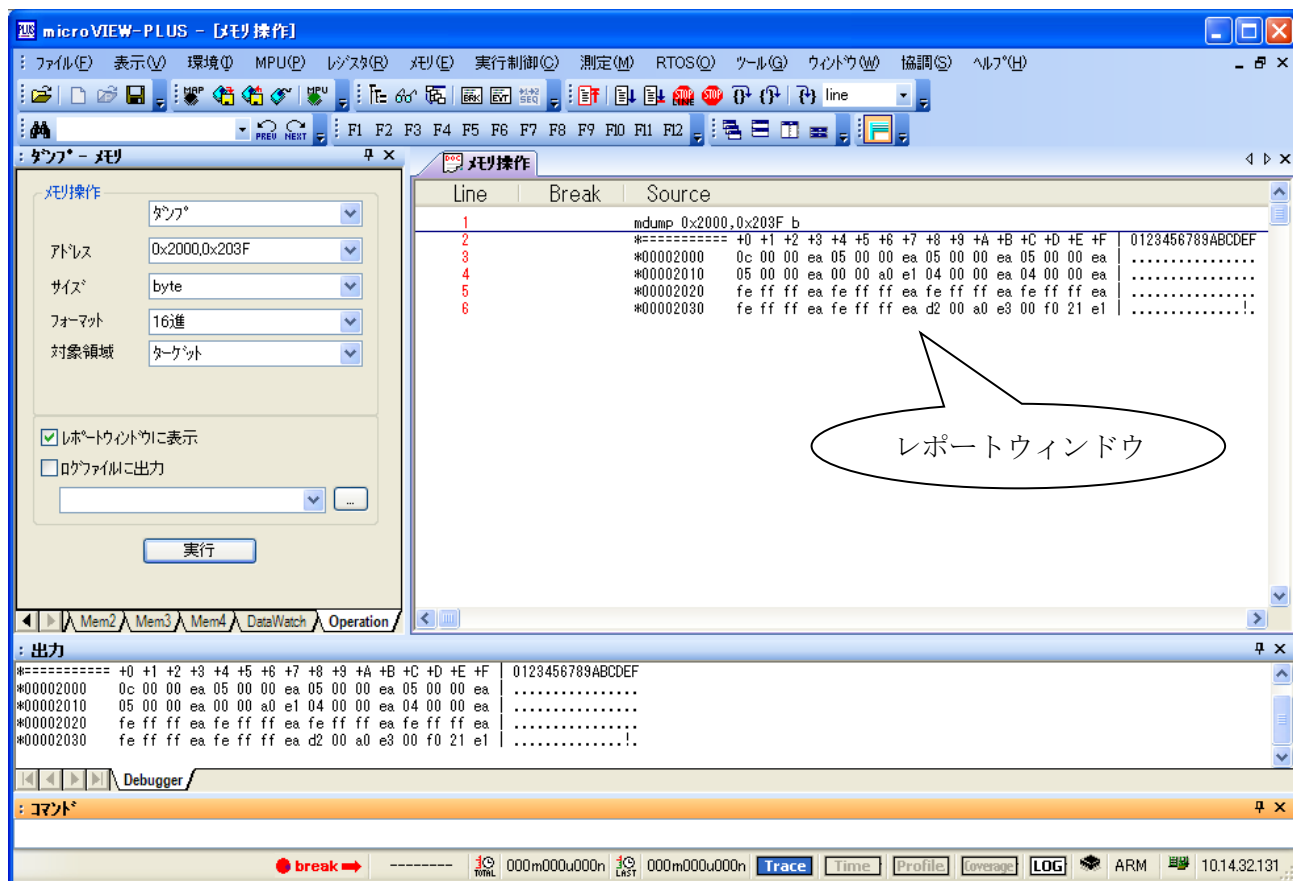 microVIEW-PLUS - [メモリ操作]
ファイル(F) 表示(V) 環境(I) MPU(P) レジスタ(R) メモリ(E) 実行制御(C) 測定(M) RTOS(O) ツール(G) ウィンドウ(W) 協調(S) ヘルプ(H)
MAP MPU BRK EVT SEQ STOP LINE STOP line
PREV NEXT F1 F2 F3 F4 F5 F6 F7 F8 F9 F10 F11 F12
ダンプ - メモリ
メモリ操作
ダンプ
アドレス 0x2000,0x203F
サイズ byte
フォーマット 16進
対象領域 ターゲット
レポートウィンドウに表示
ログファイルに出力
...
実行
Mem2 Mem3 Mem4 DataWatch Operation
メモリ操作
Line Break Source
1 mdump 0x2000,0x203F b
2 *=========== +0 +1 +2 +3 +4 +5 +6 +7 +8 +9 +A +B +C +D +E +F | 0123456789ABCDEF
3 *00002000 0c 00 00 ea 05 00 00 ea 05 00 00 ea 05 00 00 ea | ................
4 *00002010 05 00 00 ea 00 00 a0 e1 04 00 00 ea 04 00 00 ea | ................
5 *00002020 fe ff ff ea fe ff ff ea fe ff ff ea fe ff ff ea | ................
6 *00002030 fe ff ff ea fe ff ff ea d2 00 a0 e3 00 f0 21 e1 | ..............!.
レポートウィンドウ
出力
*=========== +0 +1 +2 +3 +4 +5 +6 +7 +8 +9 +A +B +C +D +E +F | 0123456789ABCDEF
*00002000 0c 00 00 ea 05 00 00 ea 05 00 00 ea 05 00 00 ea | ................
*00002010 05 00 00 ea 00 00 a0 e1 04 00 00 ea 04 00 00 ea | ................
*00002020 fe ff ff ea fe ff ff ea fe ff ff ea fe ff ff ea | ................
*00002030 fe ff ff ea fe ff ff ea d2 00 a0 e3 00 f0 21 e1 | ..............!.
Debugger
コマンド
break -------- TOTAL 000m000u000n LAST 000m000u000n Trace Time Profile Coverage LOG ARM 10.14.32.131